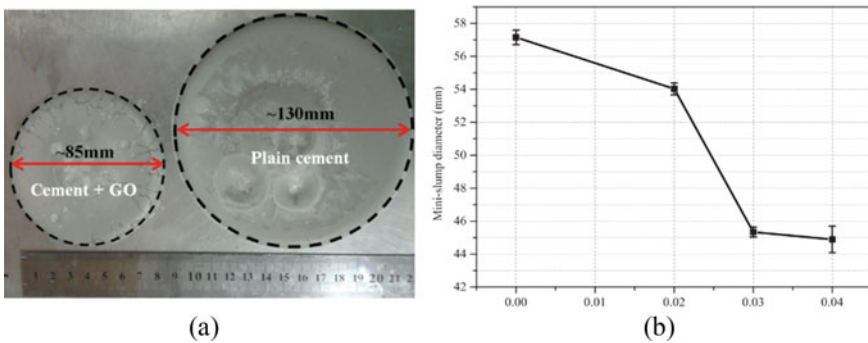 ~85mm
Cement + GO
~130mm
Plain cement
1 2 3 4 5 6 7 8 9 10 11 12 13 14 15 16 17 18 19 20 21 2
(a)
Mini-slump diameter (mm)
58
56
54
52
50
48
46
44
42
0.00 0.01 0.02 0.03 0.04
(b)